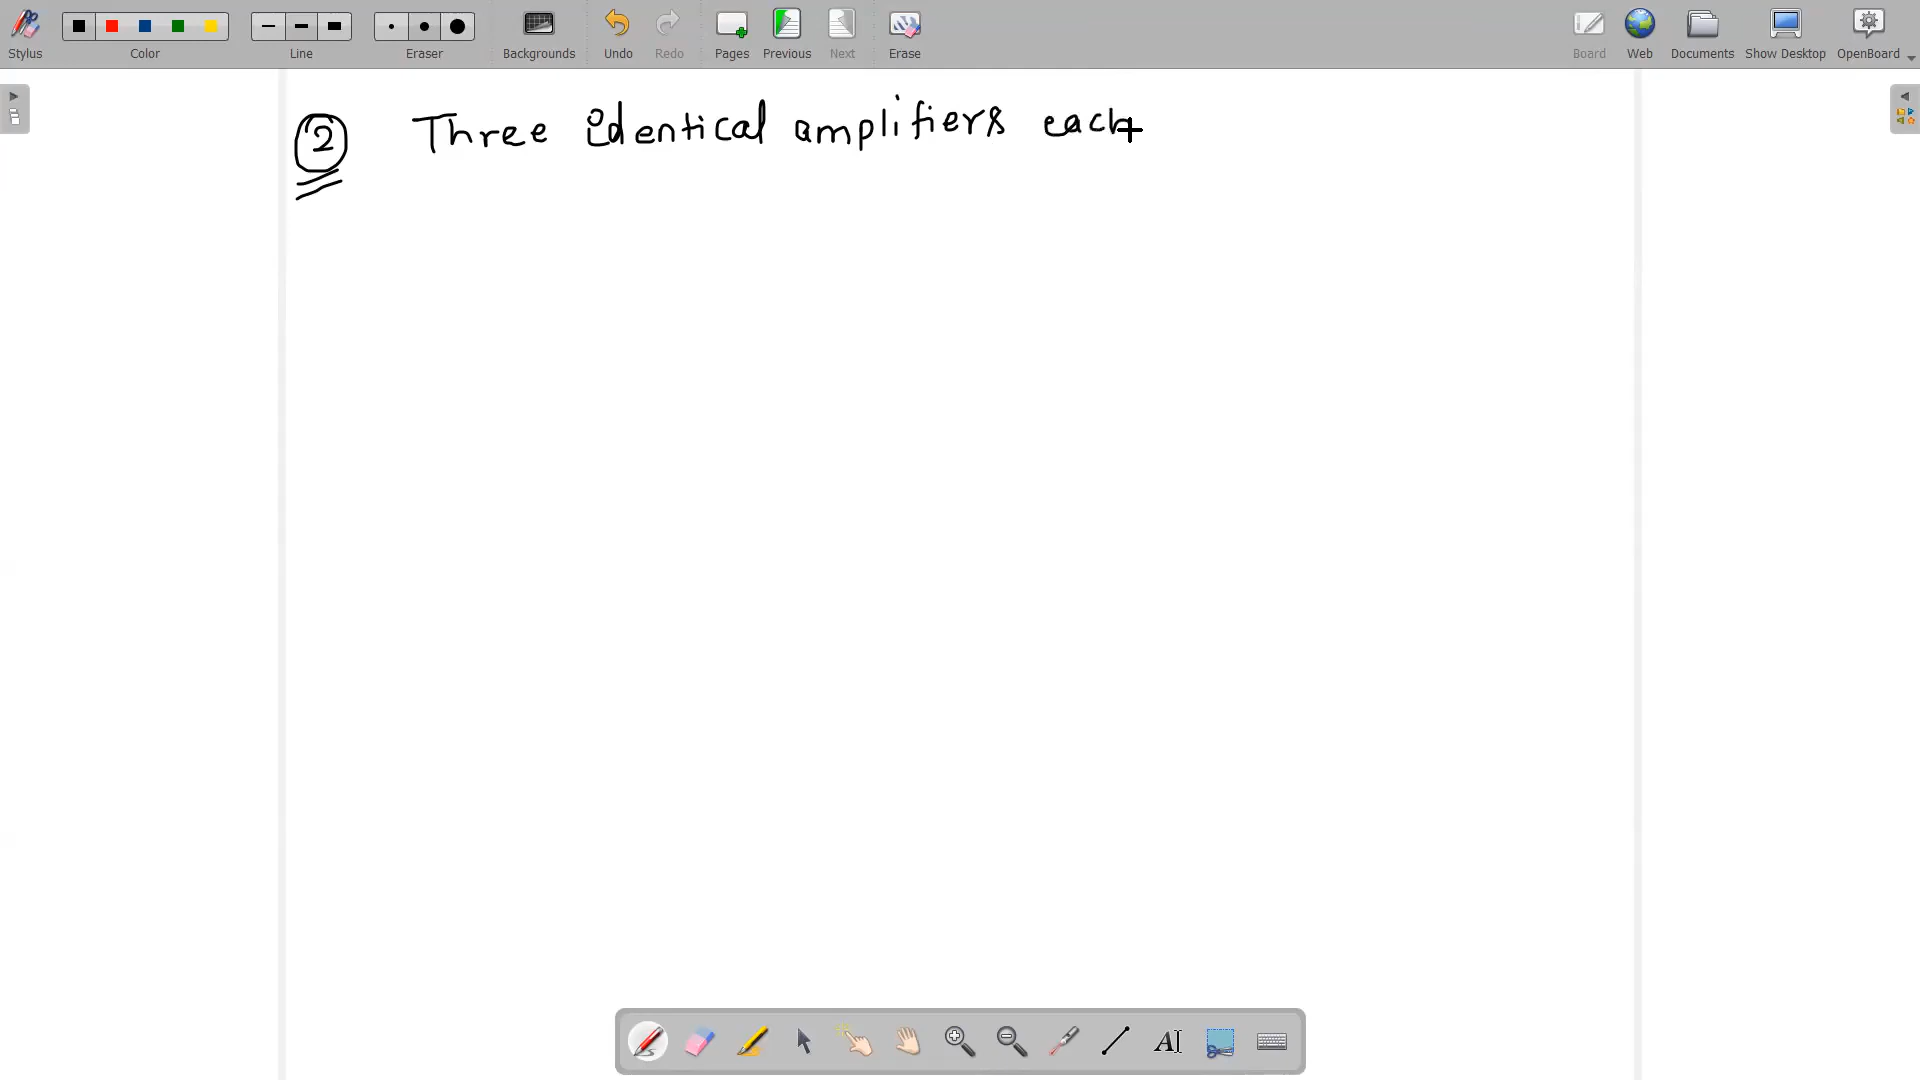 Stylus Color Line Eraser Backgrounds Undo Redo Pages Previous Next Erase Board Web Documents Show Desktop OpenBoard
② Three identical amplifiers each
AI